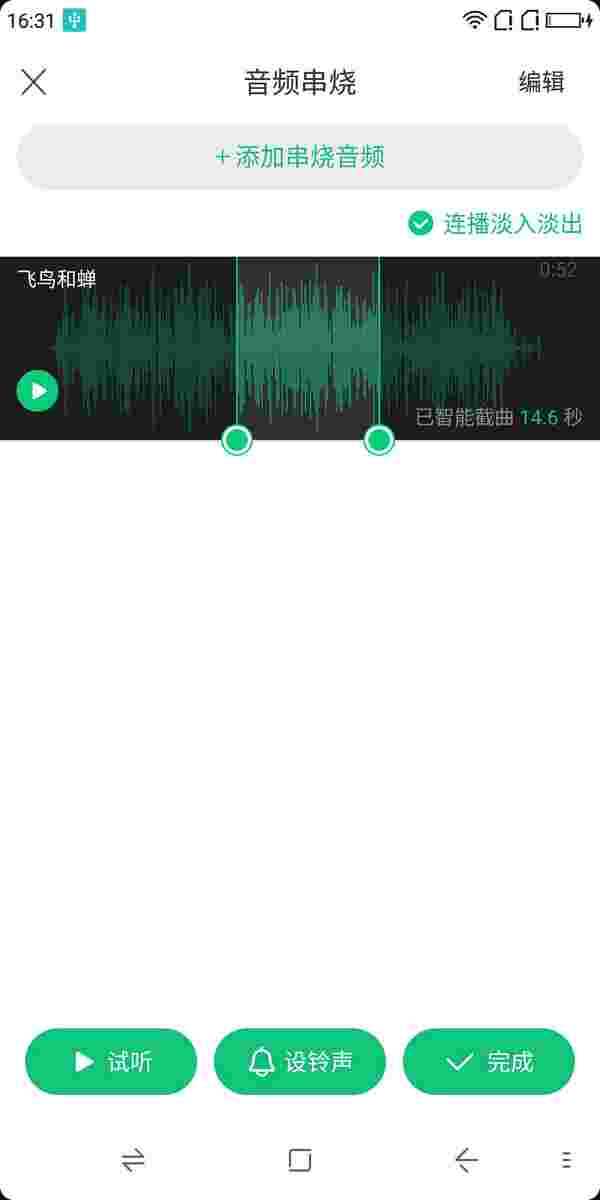 16:31
音频串烧
编辑
+添加串烧音频
连播淡入淡出
飞鸟和蝉
0:52
已智能截曲 14.6 秒
试听
设铃声
完成